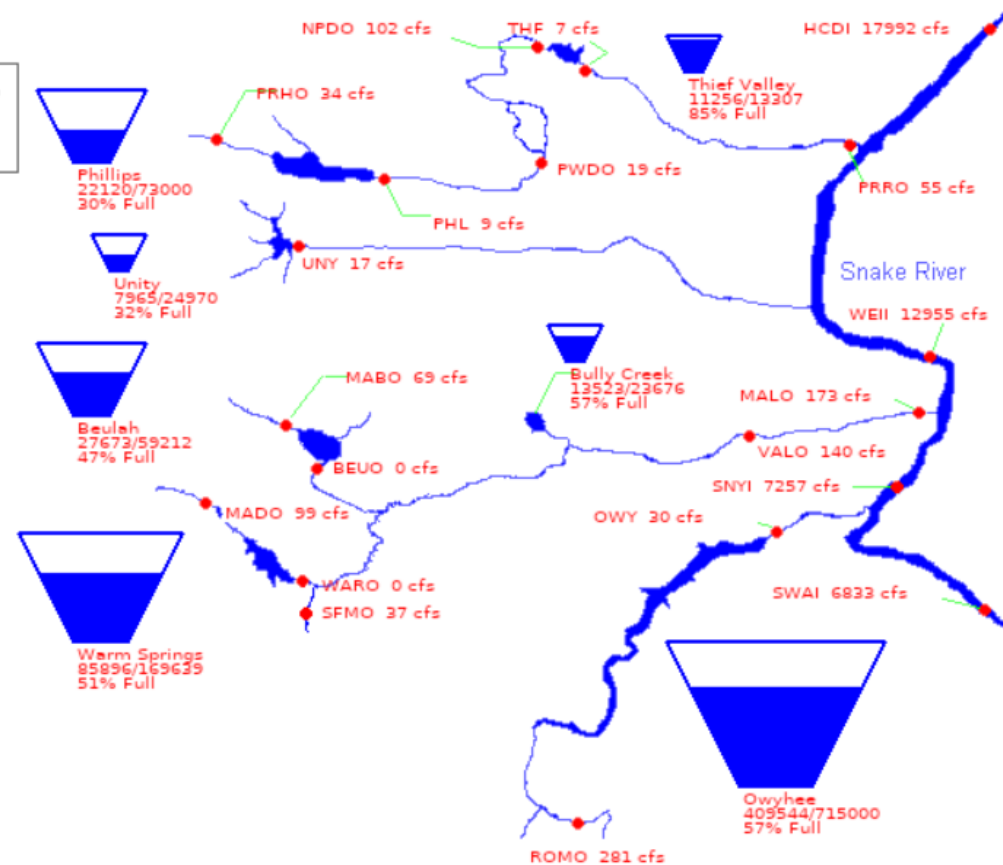 NPDO 102 cfs
THF 7 cfs
HCDI 17992 cfs
Thief Valley
11256/13307
85% Full
PRHO 34 cfs
Phillips
22120/73000
30% Full
PWDO 19 cfs
PRRO 55 cfs
PHL 9 cfs
UNY 17 cfs
Snake River
Unity
7965/24970
32% Full
WEII 12955 cfs
MABO 69 cfs
Bully Creek
13523/23676
57% Full
MALO 173 cfs
Beulah
27673/59212
47% Full
BEUO 0 cfs
VALO 140 cfs
SNYI 7257 cfs
MADO 99 cfs
OWY 30 cfs
WARO 0 cfs
SWAI 6833 cfs
SFMO 37 cfs
Warm Springs
85896/169639
51% Full
Owyhee
409544/715000
57% Full
ROMO 281 cfs